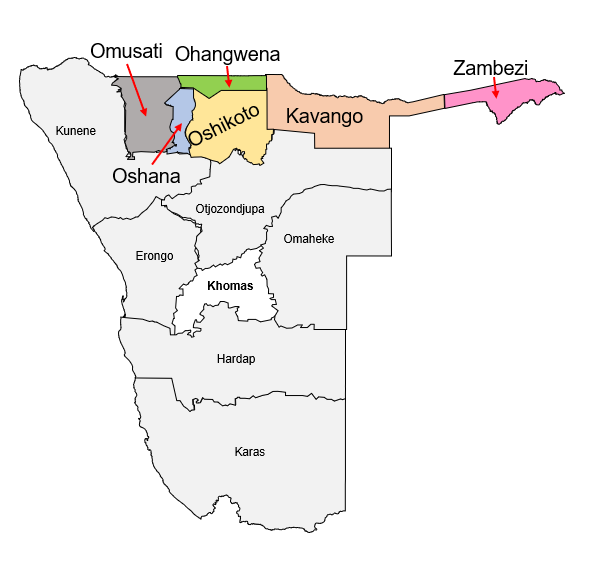 Omusati
Ohangwena
Zambezi
Kunene
Oshikoto
Kavango
Oshana
Otjozondjupa
Omaheke
Erongo
Khomas
Hardap
Karas